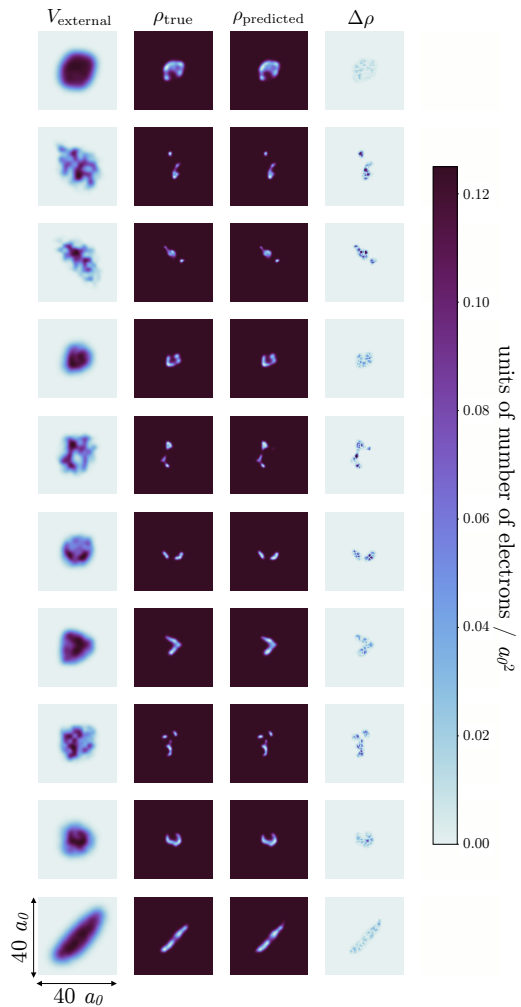 V_external ρ_true ρ_predicted Δρ
0.12
0.10
0.08
0.06
0.04
0.02
0.00
units of number of electrons / a₀²
40 a₀
40 a₀